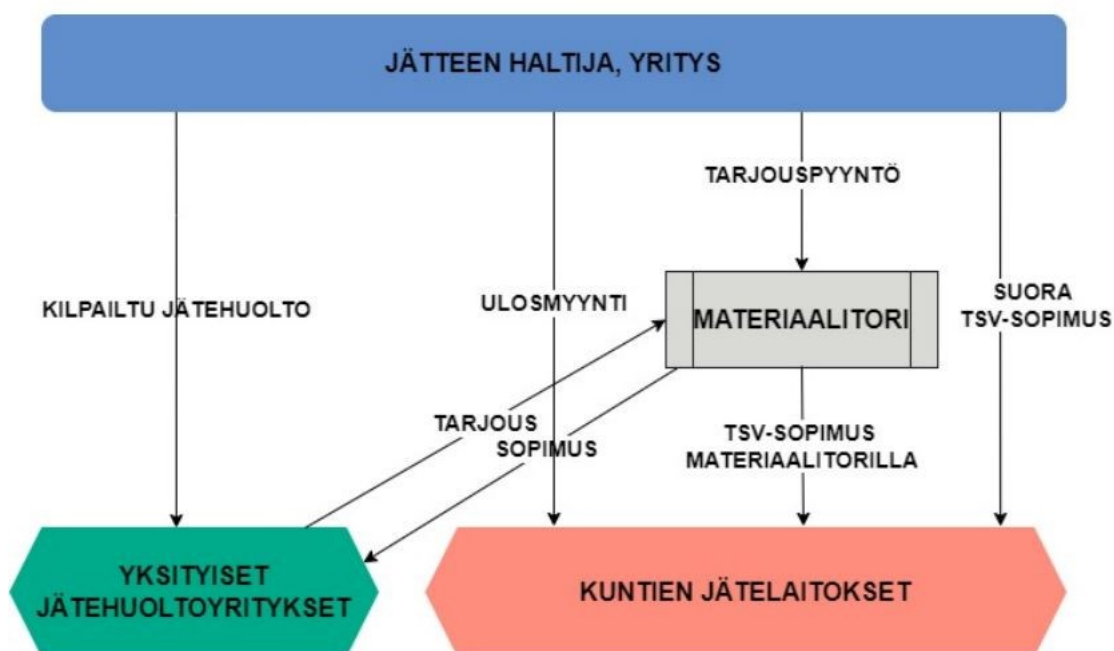 JÄTTEEN HALTIJA, YRITYS
TARJOUSPYYNTÖ
KILPAILTU JÄTEHUOLTO
ULOSMYYNTI
MATERIAALITORI
SUORA
TSV-SOPIMUS
TARJOUS
SOPIMUS
TSV-SOPIMUS
MATERIAALITORILLA
YKSITYISET
JÄTEHUOLTOYRITYKSET
KUNTIEN JÄTELAITOKSET